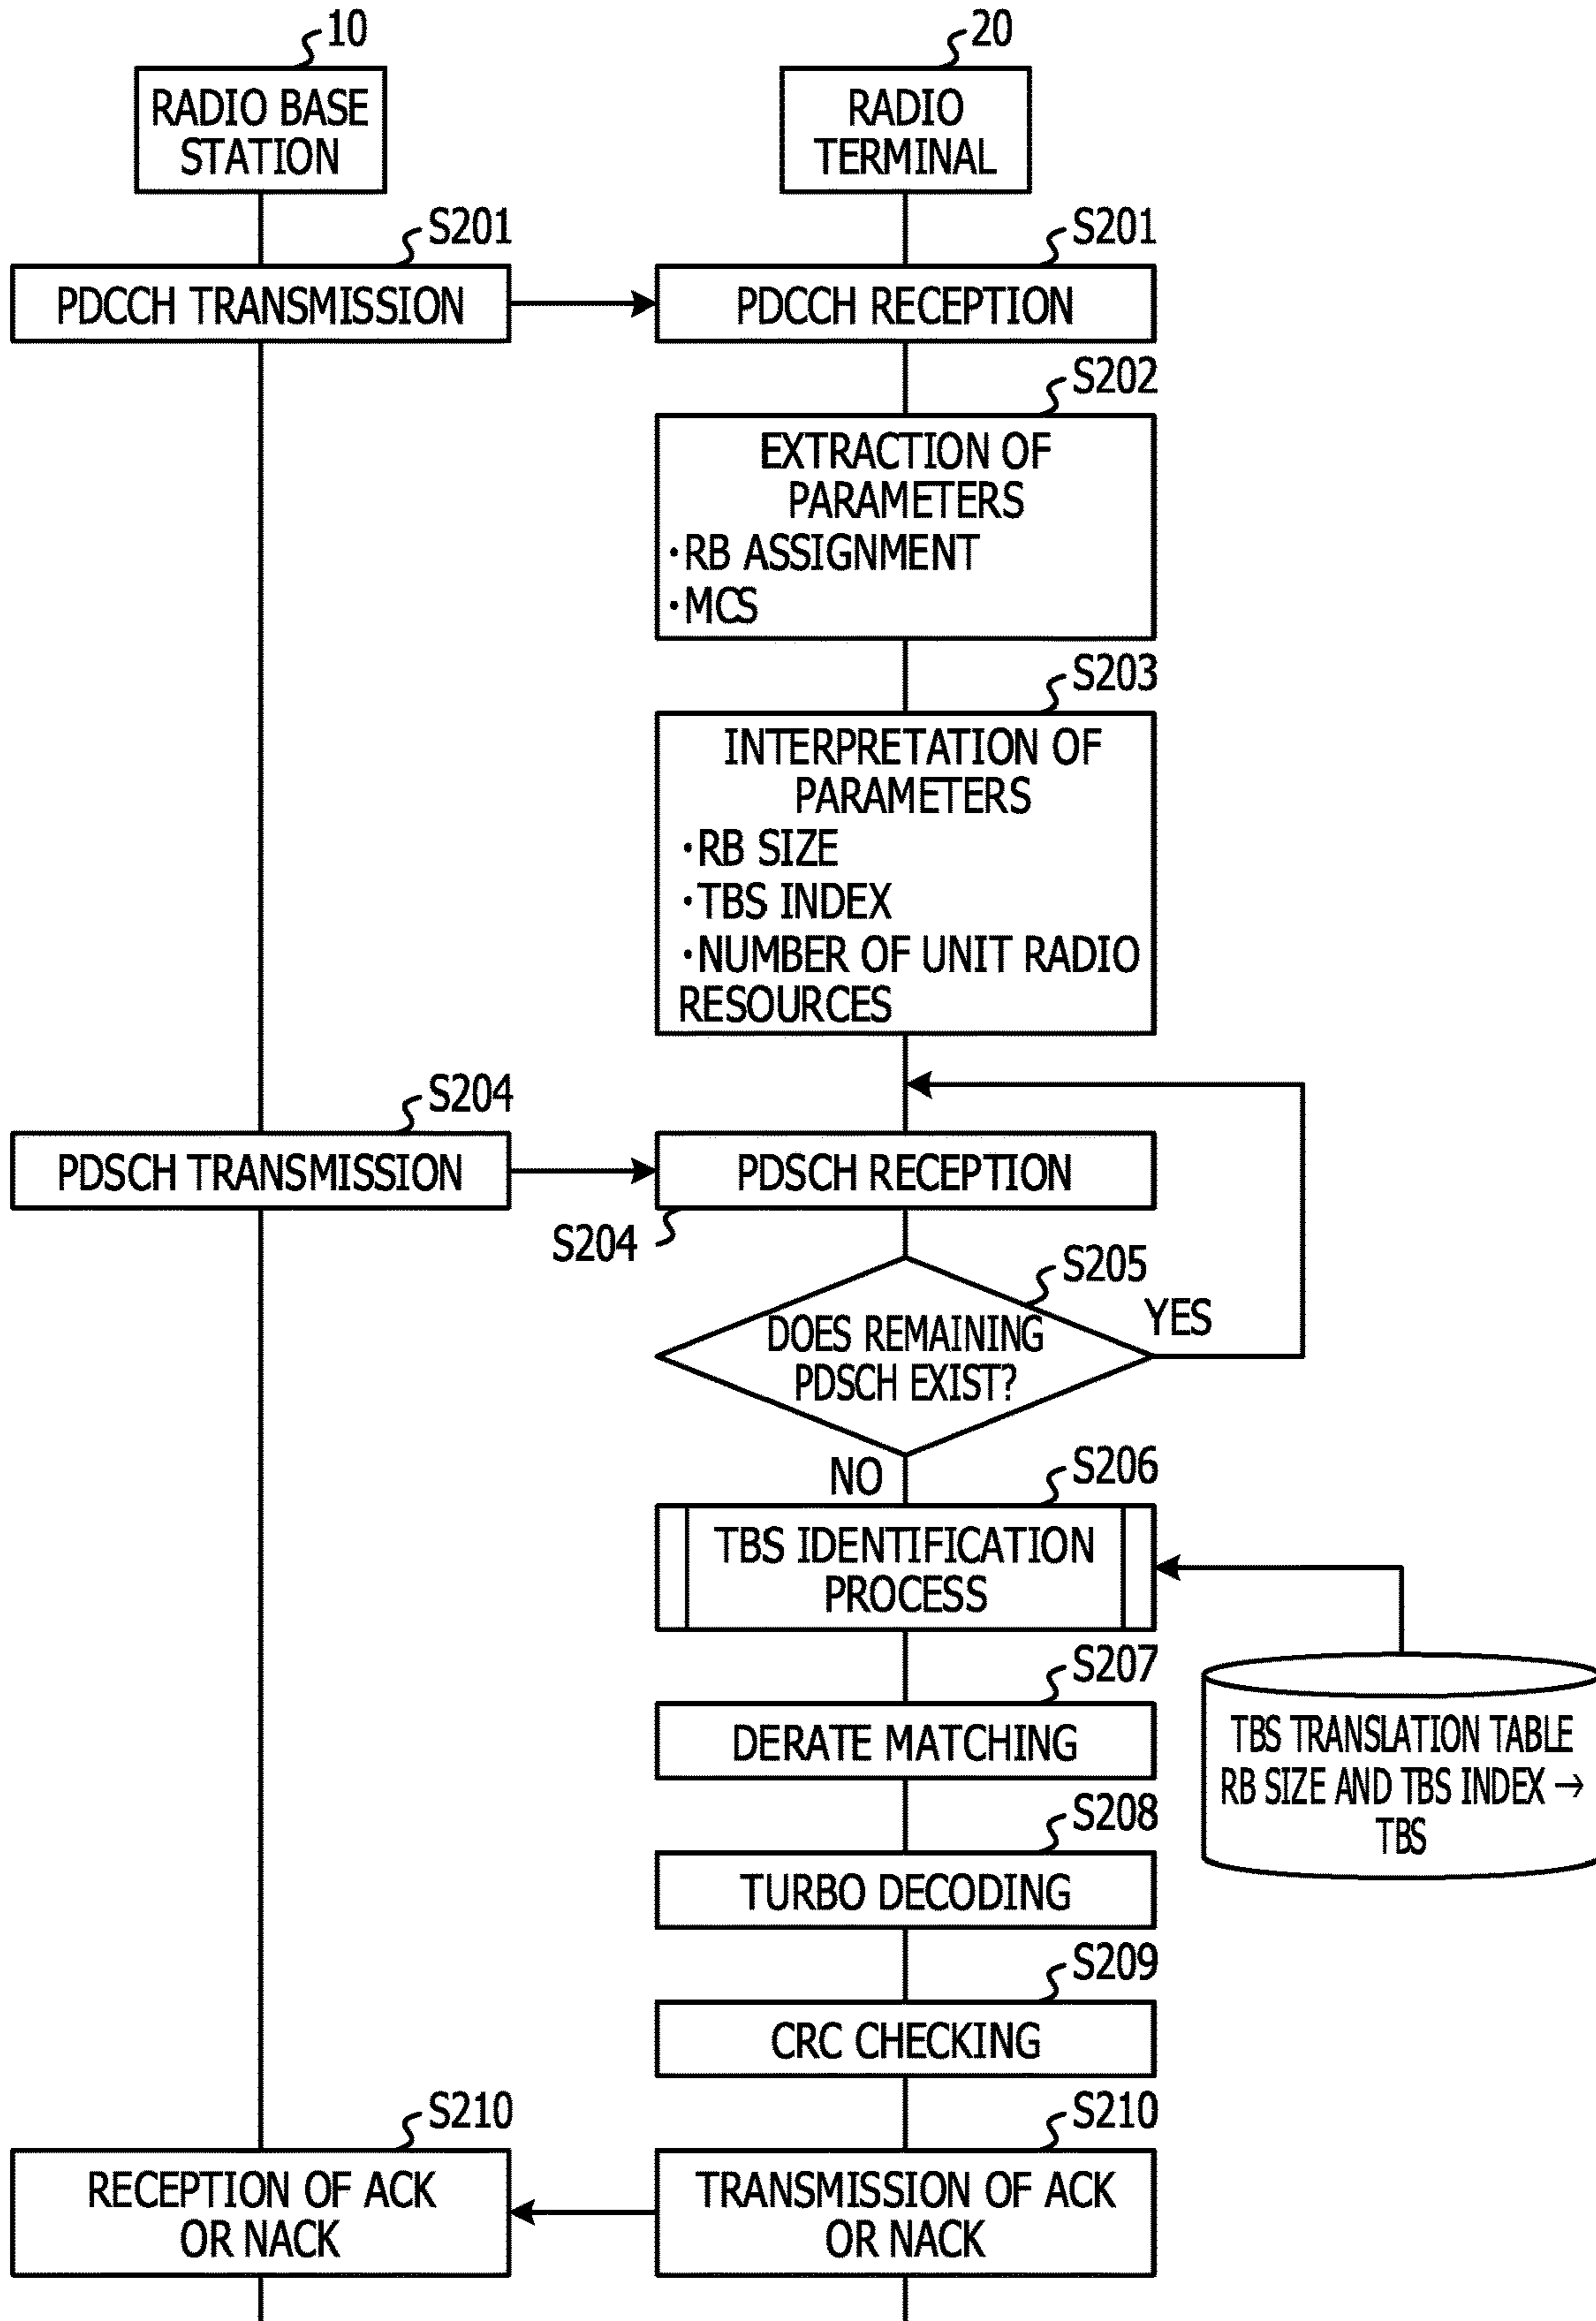 10
20
RADIO BASE
STATION
RADIO
TERMINAL
S201
S201
PDCCH TRANSMISSION
PDCCH RECEPTION
S202
EXTRACTION OF
PARAMETERS
·RB ASSIGNMENT
·MCS
S203
INTERPRETATION OF
PARAMETERS
·RB SIZE
·TBS INDEX
·NUMBER OF UNIT RADIO
RESOURCES
S204
PDSCH TRANSMISSION
PDSCH RECEPTION
S204
S205
YES
DOES REMAINING
PDSCH EXIST?
NO
S206
TBS IDENTIFICATION
PROCESS
S207
DERATE MATCHING
TBS TRANSLATION TABLE
RB SIZE AND TBS INDEX →
TBS
S208
TURBO DECODING
S209
CRC CHECKING
S210
S210
RECEPTION OF ACK
OR NACK
TRANSMISSION OF ACK
OR NACK